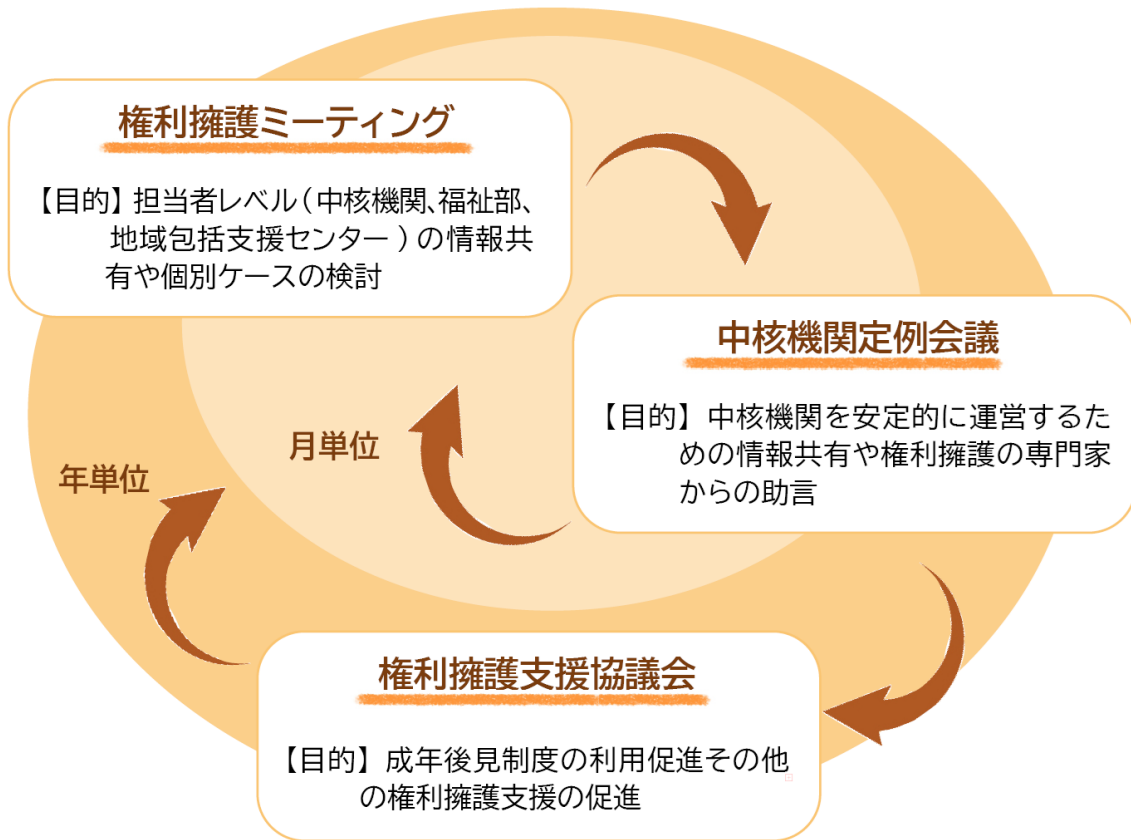 権利擁護ミーティング
【目的】担当者レベル（中核機関、福祉部、
地域包括支援センター）の情報共
有や個別ケースの検討
中核機関定例会議
【目的】中核機関を安定的に運営するた
めの情報共有や権利擁護の専門家
からの助言
月単位
年単位
権利擁護支援協議会
【目的】成年後見制度の利用促進その他
の権利擁護支援の促進